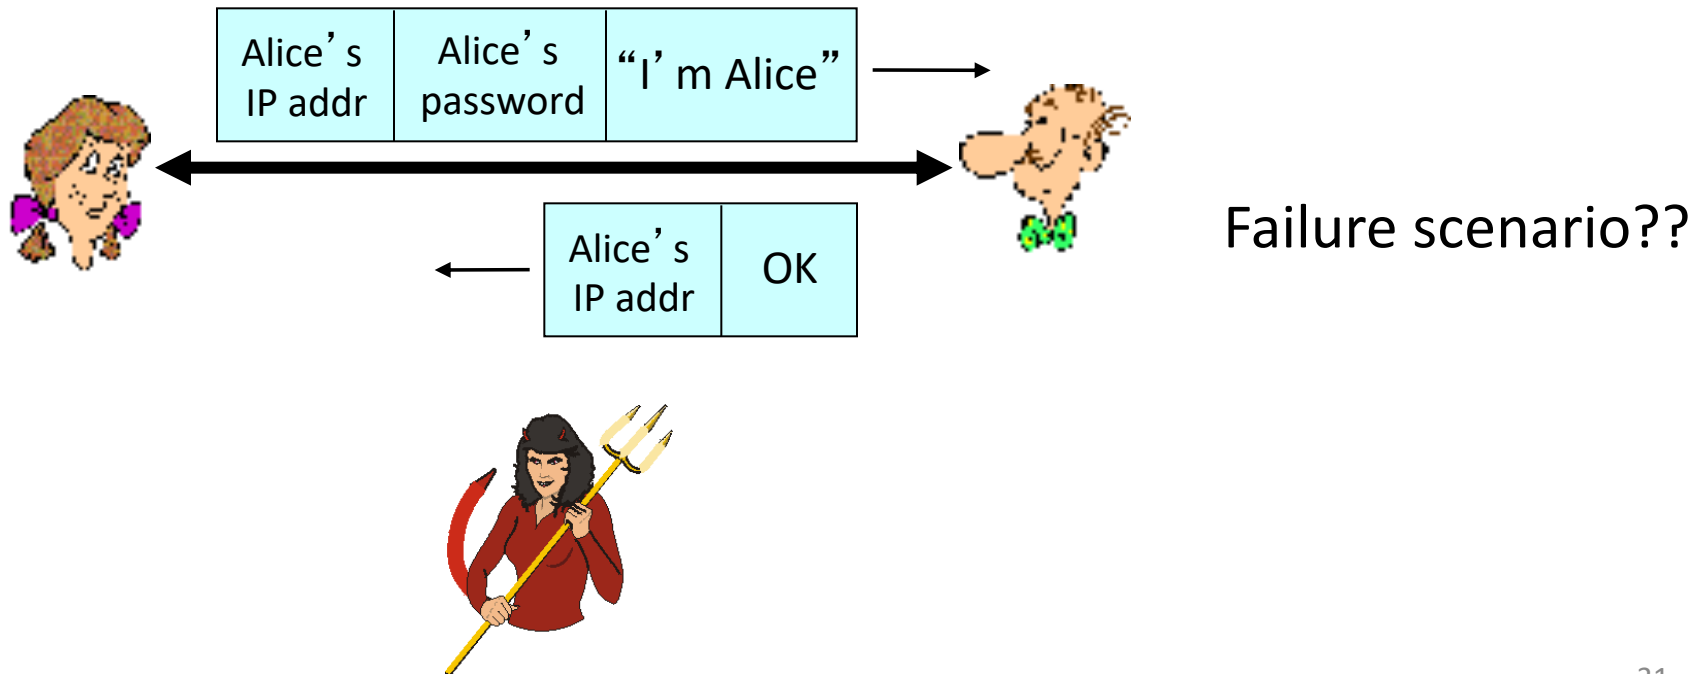 Alice’s
IP addr
Alice’s
password
“I’m Alice”
Alice’s
IP addr
OK
Failure scenario??